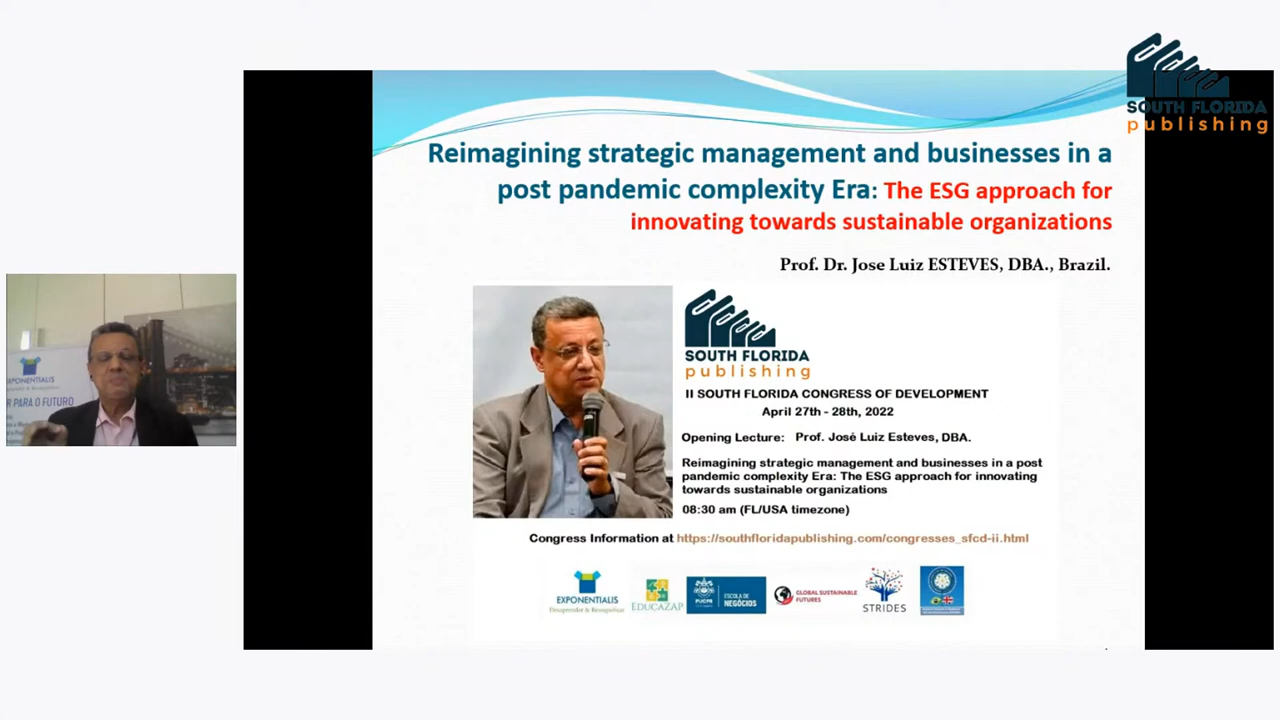 SOUTH FLORIDA
publishing
Reimagining strategic management and businesses in a
post pandemic complexity Era: The ESG approach for
innovating towards sustainable organizations
Prof. Dr. Jose Luiz ESTEVES, DBA., Brazil.
SOUTH FLORIDA
publishing
II SOUTH FLORIDA CONGRESS OF DEVELOPMENT
April 27th - 28th, 2022
Opening Lecture: Prof. José Luiz Esteves, DBA.
Reimagining strategic management and businesses in a post
pandemic complexity Era: The ESG approach for innovating
towards sustainable organizations
08:30 am (FL/USA timezone)
Congress Information at https://southfloridapublishing.com/congresses_sfcd-ii.html
EXPONENTIALIS
Desaprender & Ressignificar
EDUCAZAP
PUCPR
ESCOLA DE
NEGÓCIOS
GLOBAL SUSTAINABLE
FUTURES
STRIDES
XPONENTIALIS
R PARA O FUTURO